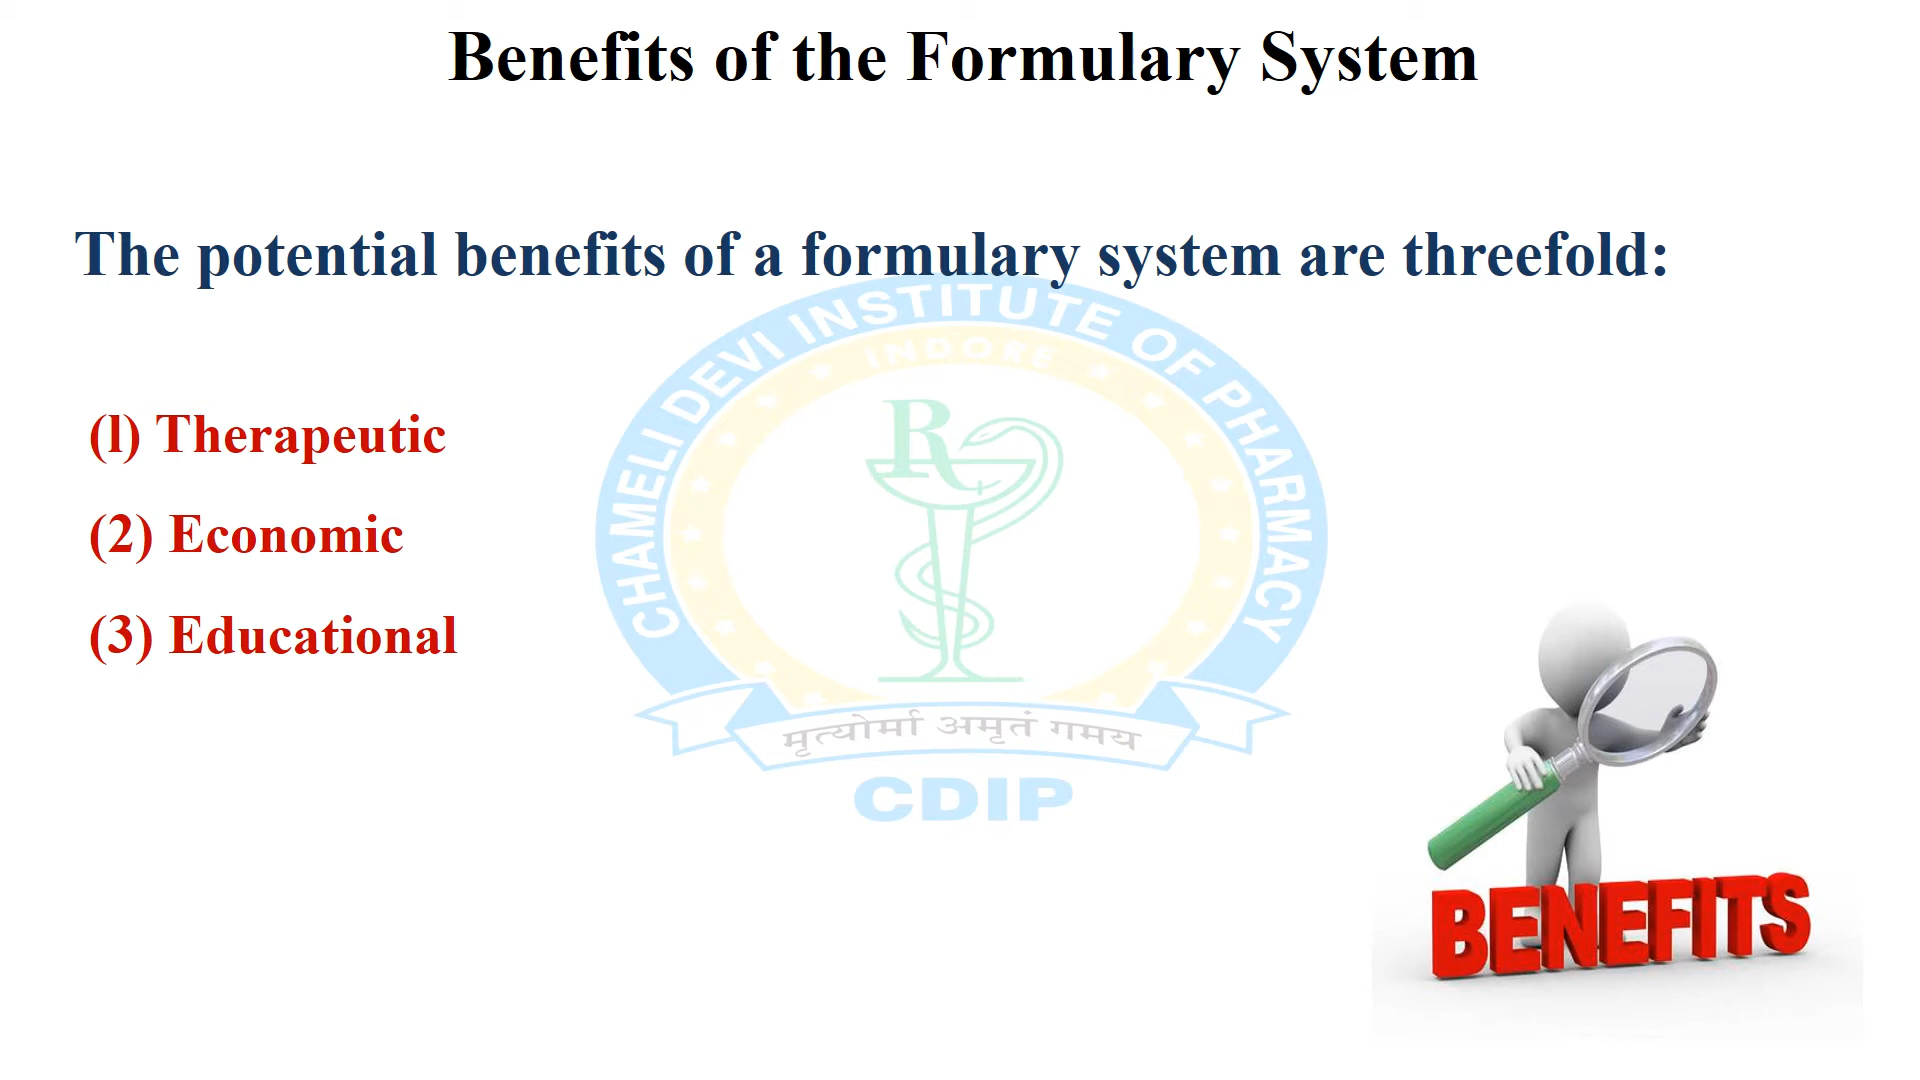 Benefits of the Formulary System
The potential benefits of a formulary system are threefold:
CHAMELI DEVI INSTITUTE OF PHARMACY
INDORE
(l) Therapeutic
R
(2) Economic
(3) Educational
मृत्योर्मा अमृतं गमय
CDIP
BENEFITS